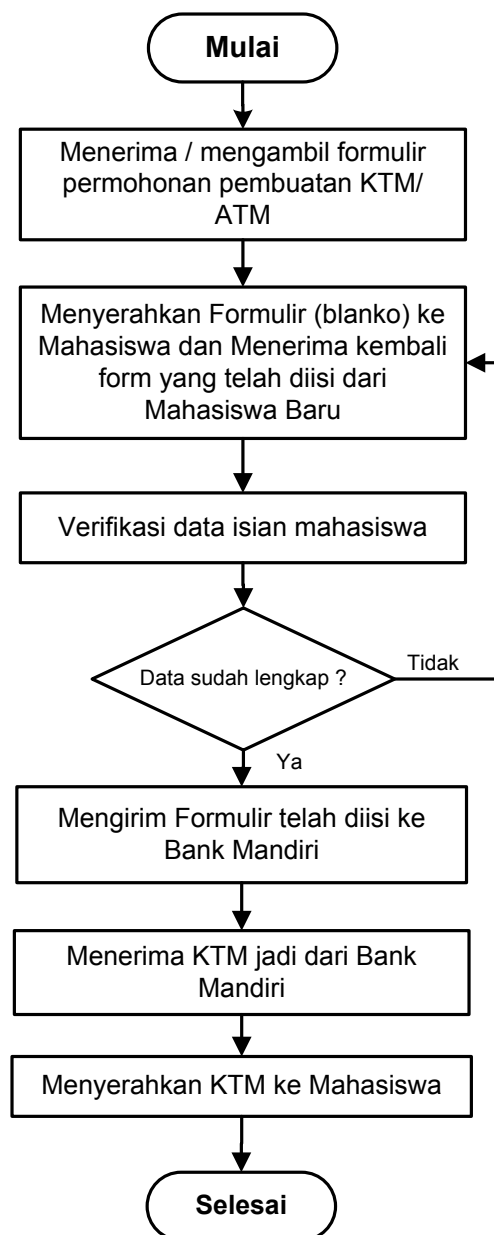 Mulai
Menerima / mengambil formulir
permohonan pembuatan KTM/
ATM
Menyerahkan Formulir (blanko) ke
Mahasiswa dan Menerima kembali
form yang telah diisi dari
Mahasiswa Baru
Verifikasi data isian mahasiswa
Data sudah lengkap ?
Tidak
Ya
Mengirim Formulir telah diisi ke
Bank Mandiri
Menerima KTM jadi dari Bank
Mandiri
Menyerahkan KTM ke Mahasiswa
Selesai